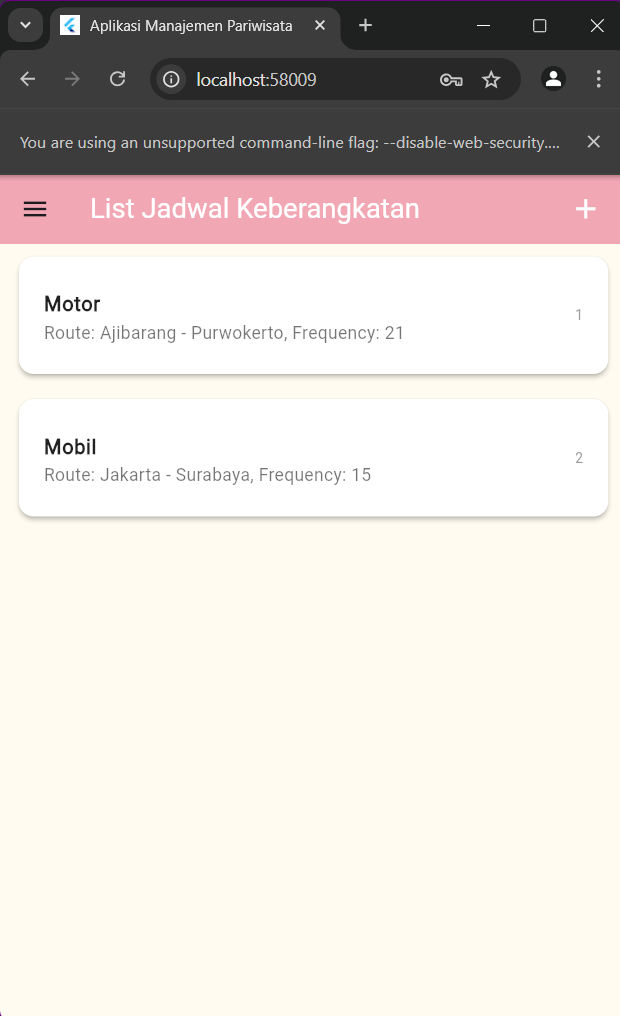 Aplikasi Manajemen Pariwisata
localhost:58009
You are using an unsupported command-line flag: --disable-web-security....
List Jadwal Keberangkatan
Motor
Route: Ajibarang - Purwokerto, Frequency: 21
1
Mobil
Route: Jakarta - Surabaya, Frequency: 15
2